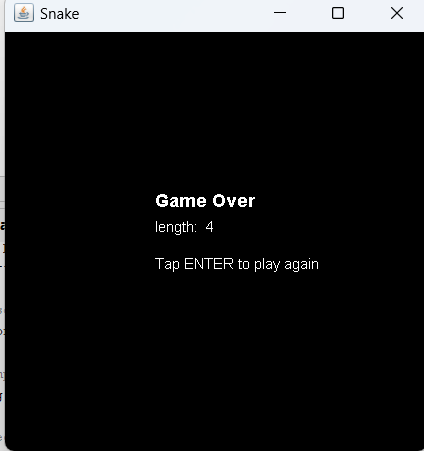 Snake
Game Over
length: 4
Tap ENTER to play again